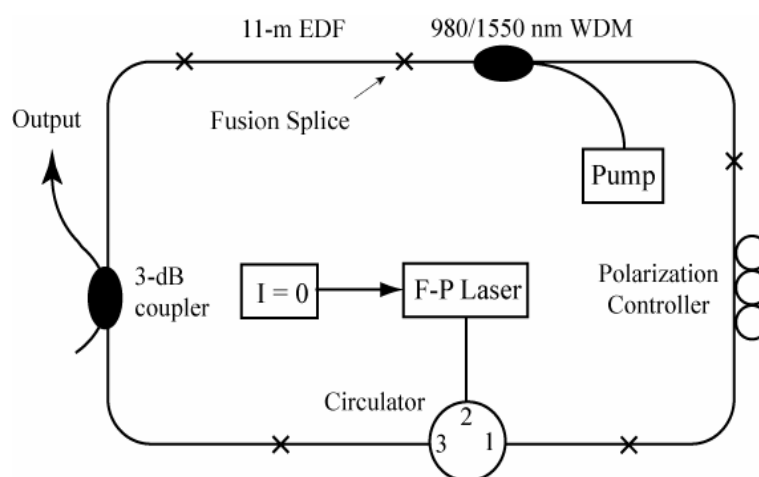 11-m EDF
980/1550 nm WDM
Output
Fusion Splice
Pump
3-dB
coupler
I = 0
F-P Laser
Polarization
Controller
Circulator
2
3
1